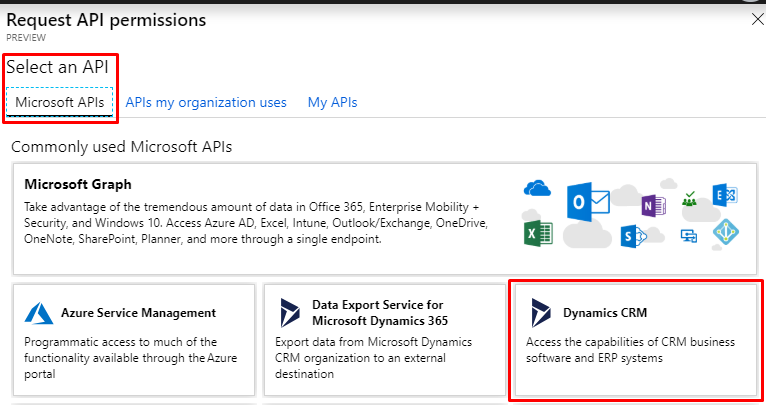 Request API permissions
PREVIEW
Select an API
Microsoft APIs APIs my organization uses My APIs
Commonly used Microsoft APIs
Microsoft Graph
Take advantage of the tremendous amount of data in Office 365, Enterprise Mobility +
Security, and Windows 10. Access Azure AD, Excel, Intune, Outlook/Exchange, OneDrive,
OneNote, SharePoint, Planner, and more through a single endpoint.
Azure Service Management
Programmatic access to much of the
functionality available through the Azure
portal
Data Export Service for
Microsoft Dynamics 365
Export data from Microsoft Dynamics
CRM organization to an external
destination
Dynamics CRM
Access the capabilities of CRM business
software and ERP systems